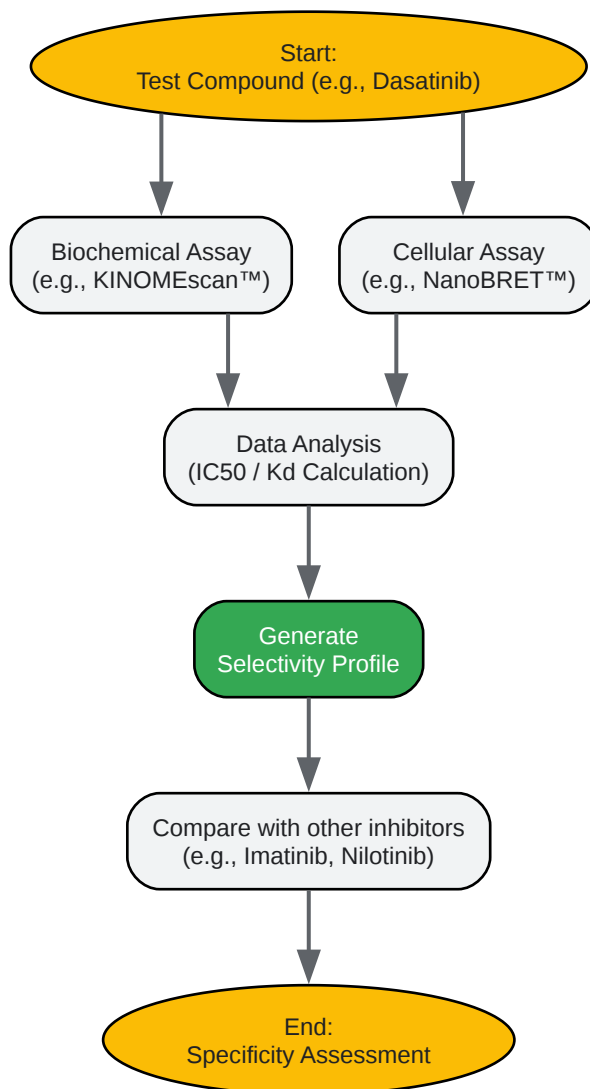 Start:
Test Compound (e.g., Dasatinib)
Biochemical Assay
(e.g., KINOMEscan™)
Cellular Assay
(e.g., NanoBRET™)
Data Analysis
(IC50 / Kd Calculation)
Generate
Selectivity Profile
Compare with other inhibitors
(e.g., Imatinib, Nilotinib)
End:
Specificity Assessment